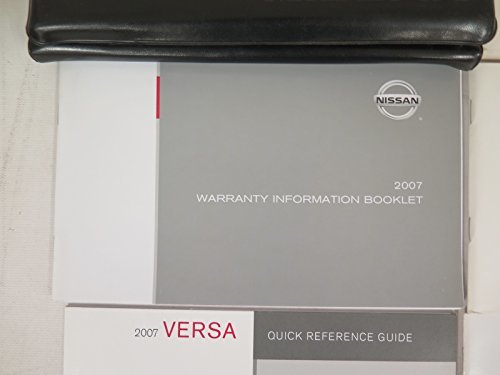 NISSAN
2007
WARRANTY INFORMATION BOOKLET
2007 VERSA
QUICK REFERENCE GUIDE